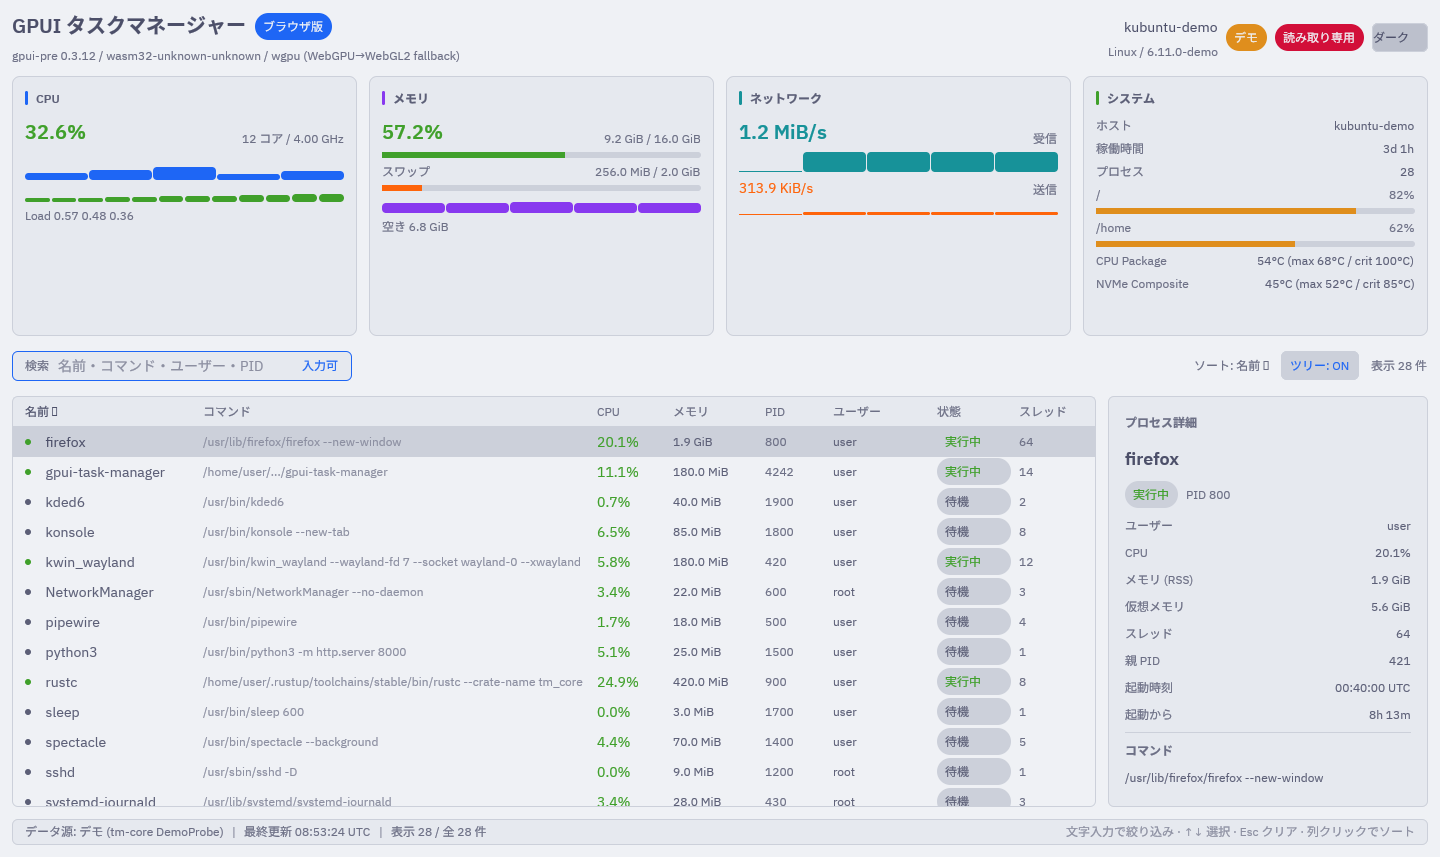 GPUI タスクマネージャー ブラウザ版
gpui-pre 0.3.12 / wasm32-unknown-unknown / wgpu (WebGPU→WebGL2 fallback)
kubuntu-demo
Linux / 6.11.0-demo
デモ 読み取り専用 ダーク
CPU
32.6% 12 コア / 4.00 GHz
Load 0.57 0.48 0.36
メモリ
57.2% 9.2 GiB / 16.0 GiB
スワップ 256.0 MiB / 2.0 GiB
空き 6.8 GiB
ネットワーク
1.2 MiB/s 受信
313.9 KiB/s 送信
システム
ホスト kubuntu-demo
稼働時間 3d 1h
プロセス 28
/ 82%
/home 62%
CPU Package 54°C (max 68°C / crit 100°C)
NVMe Composite 45°C (max 52°C / crit 85°C)
検索 名前・コマンド・ユーザー・PID 入力可
ソート: 名前 ツリー: ON 表示 28 件
名前 コマンド CPU メモリ PID ユーザー 状態 スレッド
firefox /usr/lib/firefox/firefox --new-window 20.1% 1.9 GiB 800 user 実行中 64
gpui-task-manager /home/user/…/gpui-task-manager 11.1% 180.0 MiB 4242 user 実行中 14
kded6 /usr/bin/kded6 0.7% 40.0 MiB 1900 user 待機 2
konsole /usr/bin/konsole --new-tab 6.5% 85.0 MiB 1800 user 待機 8
kwin_wayland /usr/bin/kwin_wayland --wayland-fd 7 --socket wayland-0 --xwayland 5.8% 180.0 MiB 420 user 実行中 12
NetworkManager /usr/sbin/NetworkManager --no-daemon 3.4% 22.0 MiB 600 root 待機 3
pipewire /usr/bin/pipewire 1.7% 18.0 MiB 500 user 待機 4
python3 /usr/bin/python3 -m http.server 8000 5.1% 25.0 MiB 1500 user 待機 1
rustc /home/user/.rustup/toolchains/stable/bin/rustc --crate-name tm_core 24.9% 420.0 MiB 900 user 実行中 8
sleep /usr/bin/sleep 600 0.0% 3.0 MiB 1700 user 待機 1
spectacle /usr/bin/spectacle --background 4.4% 70.0 MiB 1400 user 待機 5
sshd /usr/sbin/sshd -D 0.0% 9.0 MiB 1200 root 待機 1
systemd-journald /usr/lib/systemd/systemd-journald 3.4% 28.0 MiB 430 root 待機 3
プロセス詳細
firefox
実行中 PID 800
ユーザー user
CPU 20.1%
メモリ (RSS) 1.9 GiB
仮想メモリ 5.6 GiB
スレッド 64
親 PID 421
起動時刻 00:40:00 UTC
起動から 8h 13m
コマンド
/usr/lib/firefox/firefox --new-window
データ源: デモ (tm-core DemoProbe) | 最終更新 08:53:24 UTC | 表示 28 / 全 28 件
文字入力で絞り込み · ↑↓ 選択 · Esc クリア · 列クリックでソート